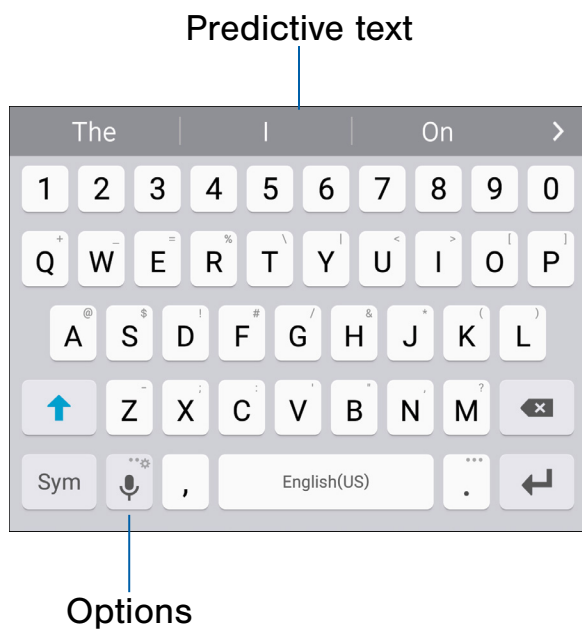 Predictive text
The I On >
1 2 3 4 5 6 7 8 9 0
+ _ = % \ | < > [ ]
Q W E R T Y U I O P
@ $ ! # / & * ( )
A S D F G H J K L
- ; : ' " , ?
Z X C V B N M
Sym , English(US) .
Options